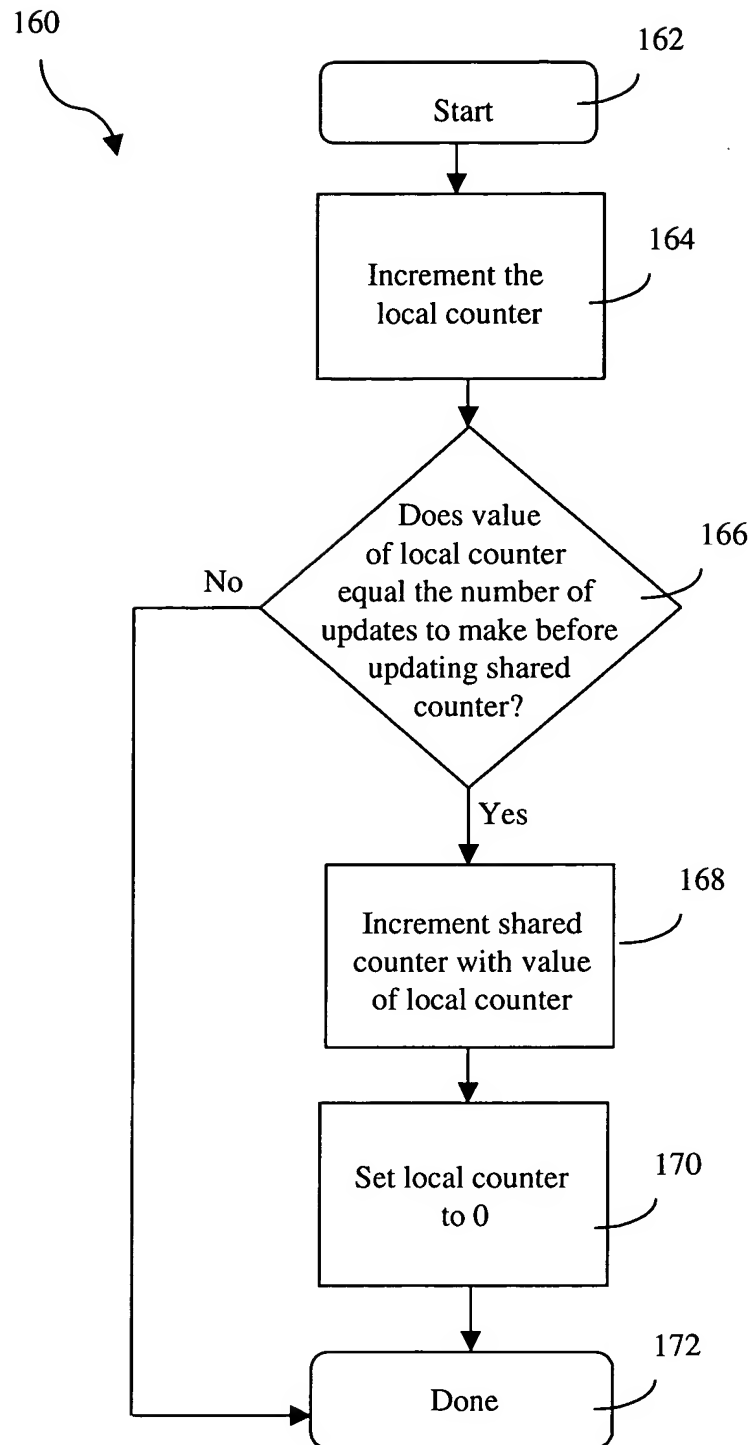 160
162
Start
164
Increment the
local counter
Does value
of local counter
equal the number of
updates to make before
updating shared
counter?
166
No
Yes
168
Increment shared
counter with value
of local counter
Set local counter
to 0
170
172
Done